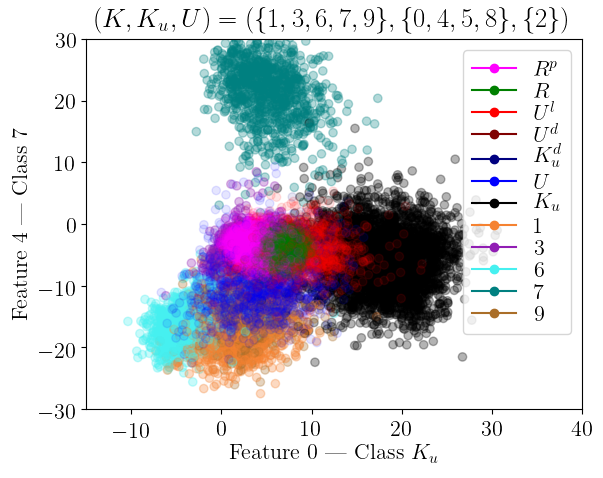 (K, K_u, U) = ({1, 3, 6, 7, 9}, {0, 4, 5, 8}, {2})
30
20
10
0
−10
−20
−30
Feature 4 — Class 7
R^p
R
U^l
U^d
K_u^d
U
K_u
1
3
6
7
9
−10
0
10
20
30
40
Feature 0 — Class K_u